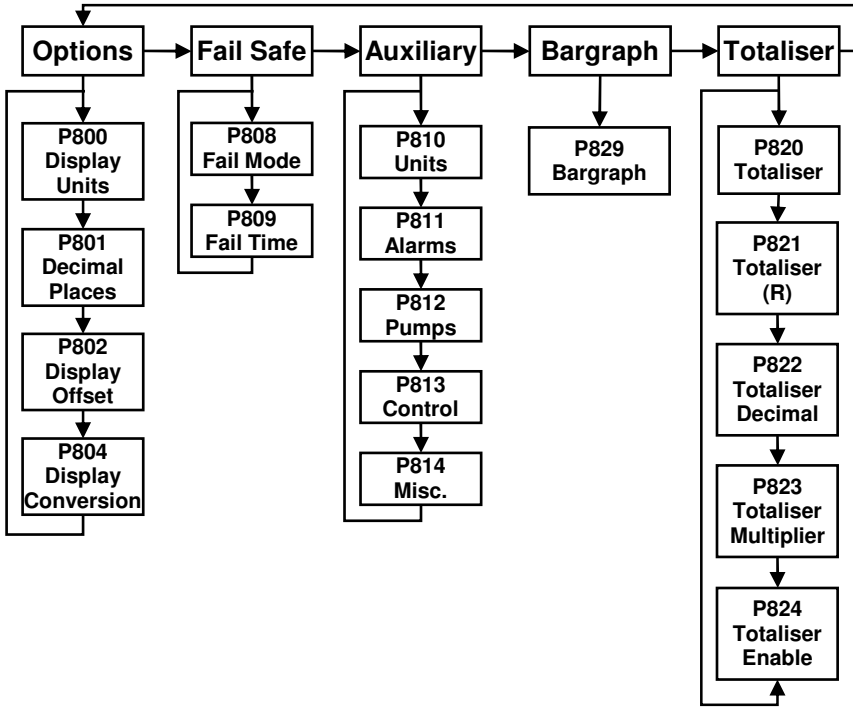 Options
Fail Safe
Auxiliary
Bargraph
Totaliser
P800
Display
Units
P801
Decimal
Places
P802
Display
Offset
P804
Display
Conversion
P808
Fail Mode
P809
Fail Time
P810
Units
P811
Alarms
P812
Pumps
P813
Control
P814
Misc.
P829
Bargraph
P820
Totaliser
P821
Totaliser
(R)
P822
Totaliser
Decimal
P823
Totaliser
Multiplier
P824
Totaliser
Enable